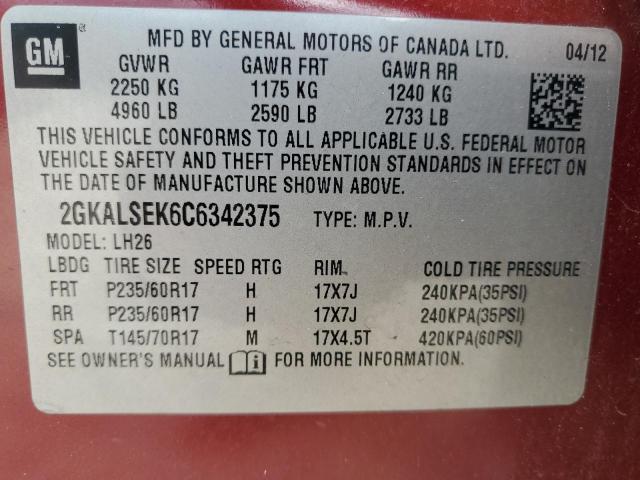 GM
MFD BY GENERAL MOTORS OF CANADA LTD. 04/12
GVWR GAWR FRT GAWR RR
2250 KG 1175 KG 1240 KG
4960 LB 2590 LB 2733 LB
THIS VEHICLE CONFORMS TO ALL APPLICABLE U.S. FEDERAL MOTOR
VEHICLE SAFETY AND THEFT PREVENTION STANDARDS IN EFFECT ON
THE DATE OF MANUFACTURE SHOWN ABOVE.
2GKALSEK6C6342375 TYPE: M.P.V.
MODEL: LH26
LBDG TIRE SIZE SPEED RTG RIM COLD TIRE PRESSURE
FRT P235/60R17 H 17X7J 240KPA(35PSI)
RR P235/60R17 H 17X7J 240KPA(35PSI)
SPA T145/70R17 M 17X4.5T 420KPA(60PSI)
SEE OWNER'S MANUAL i FOR MORE INFORMATION.